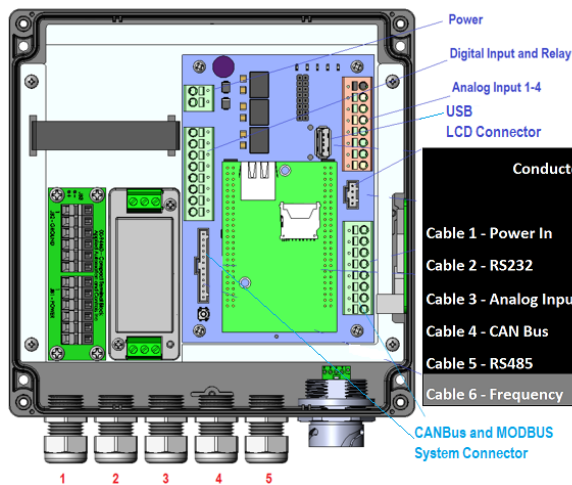 Power
Digital Input and Relay
Analog Input 1-4
USB
LCD Connector
Conducto
Cable 1 - Power In
Cable 2 - RS232
Cable 3 - Analog Inpu
Cable 4 - CAN Bus
Cable 5 - RS485
Cable 6 - Frequency
CANBus and MODBUS
System Connector
1 2 3 4 5